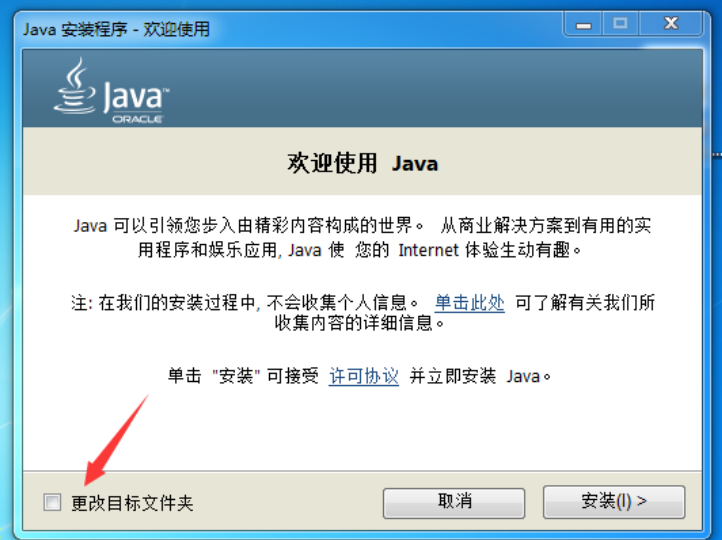 Java 安装程序 - 欢迎使用
Java™
ORACLE
欢迎使用 Java
Java 可以引领您步入由精彩内容构成的世界。 从商业解决方案到有用的实
用程序和娱乐应用, Java 使 您的 Internet 体验生动有趣。
注: 在我们的安装过程中, 不会收集个人信息。 单击此处 可了解有关我们所
收集内容的详细信息。
单击 "安装" 可接受 许可协议 并立即安装 Java。
更改目标文件夹
取消
安装(I) >